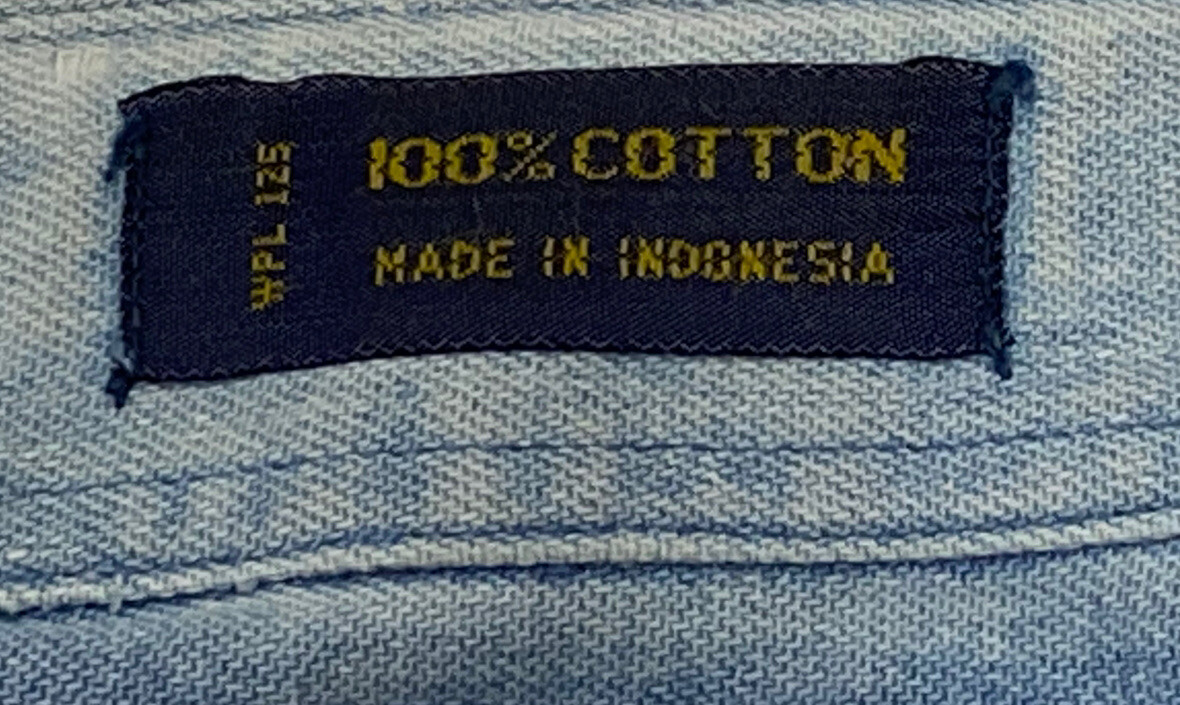 100% COTTON
MADE IN INDONESIA
WPL 125